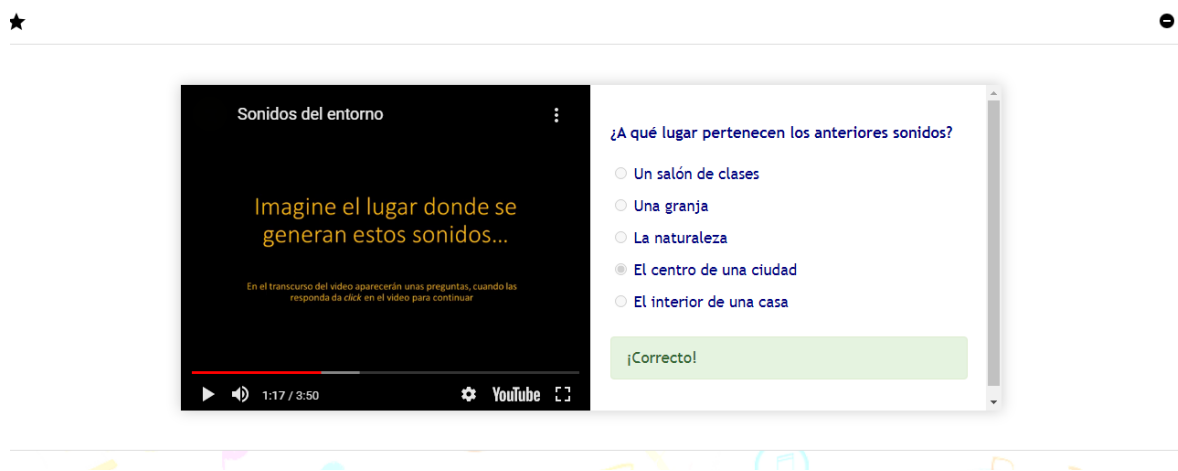 Sonidos del entorno
Imagine el lugar donde se
generan estos sonidos...
En el transcurso del video aparecerán unas preguntas, cuando las
responda da click en el video para continuar
1:17 / 3:50
YouTube
¿A qué lugar pertenecen los anteriores sonidos?
Un salón de clases
Una granja
La naturaleza
El centro de una ciudad
El interior de una casa
¡Correcto!